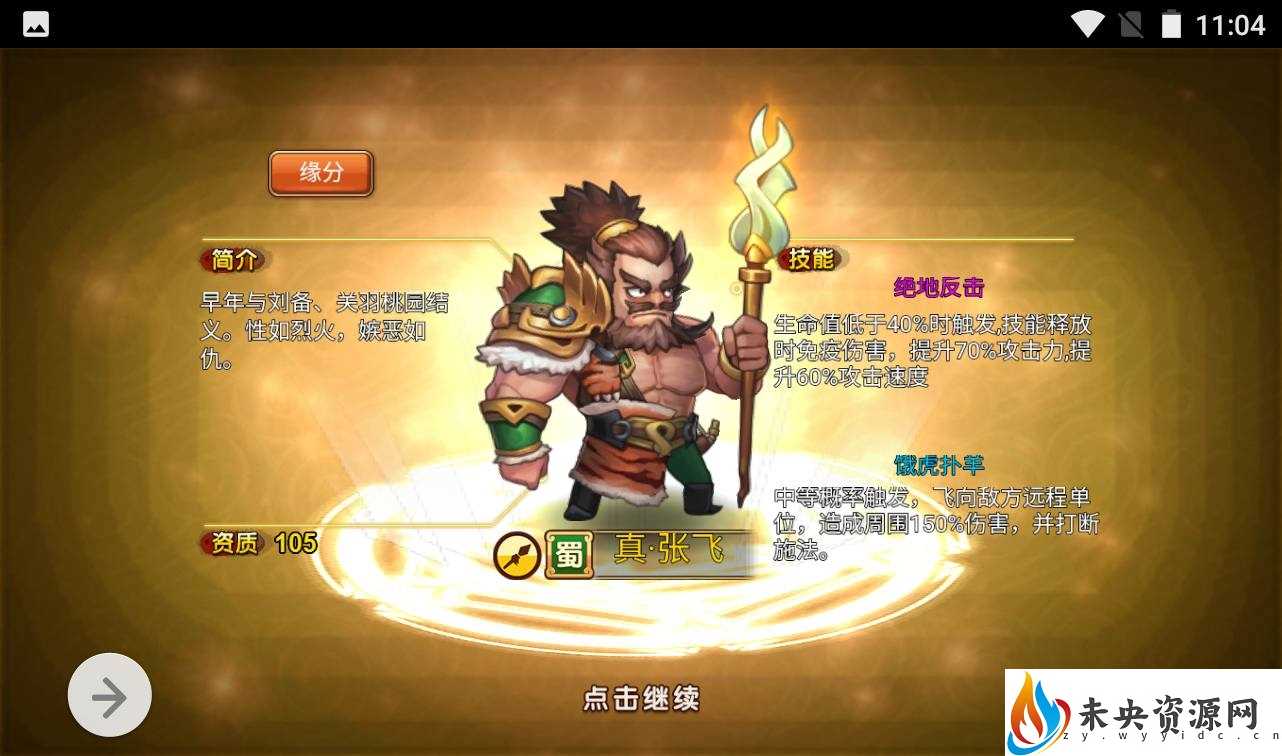 11:04
缘分
简介
早年与刘备、关羽桃园结
义。性如烈火，嫉恶如
仇。
技能
绝地反击
生命值低于40%时触发,技能释放
时免疫伤害，提升70%攻击力,提
升60%攻击速度
饿虎扑羊
中等概率触发，飞向敌方远程单
位，造成周围150%伤害，并打断
施法。
资质 105
蜀 真·张飞
点击继续
未央资源网
zy.wyyidc.cn